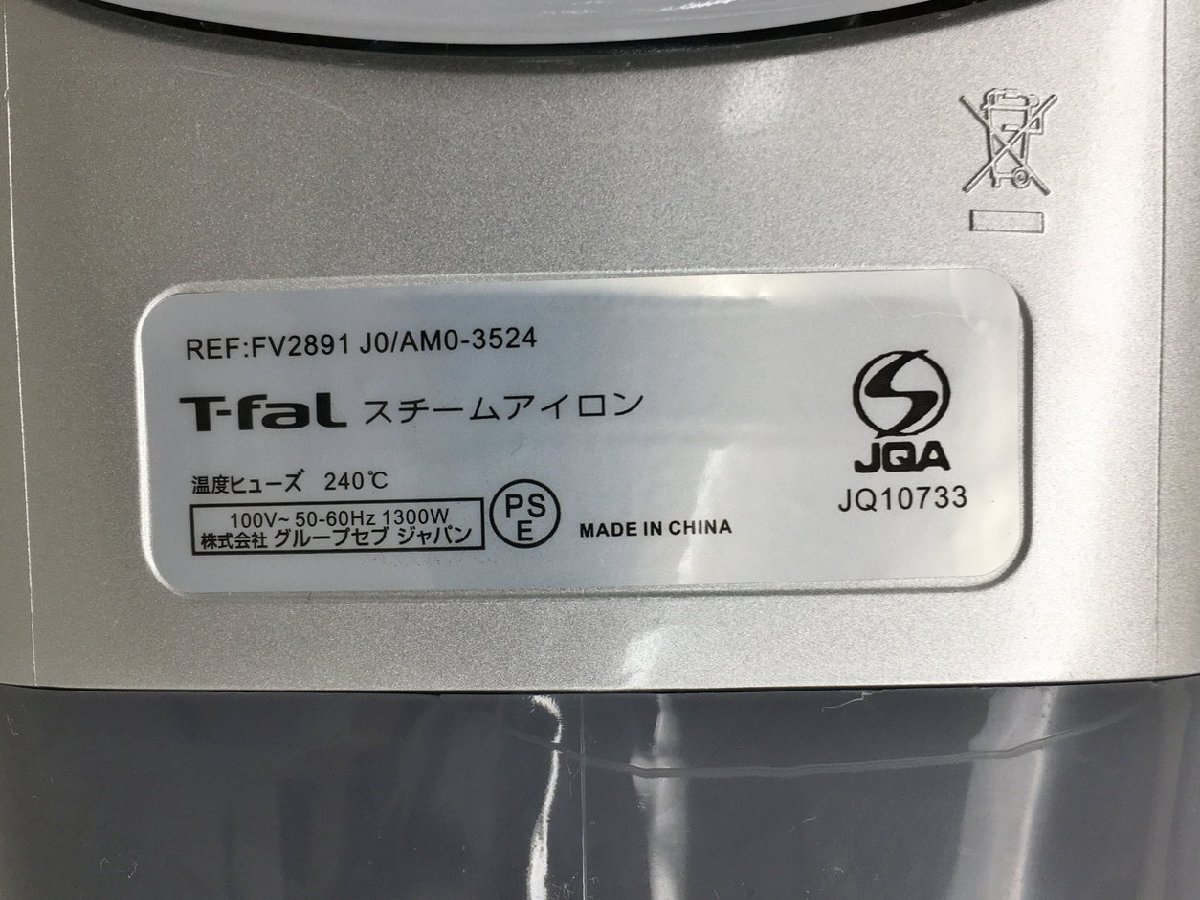 REF:FV2891 J0/AM0-3524
T-faL スチームアイロン
JQA
JQ10733
温度ヒューズ 240℃
100V~ 50-60Hz 1300W
株式会社 グループセブ ジャパン
PS
E
MADE IN CHINA